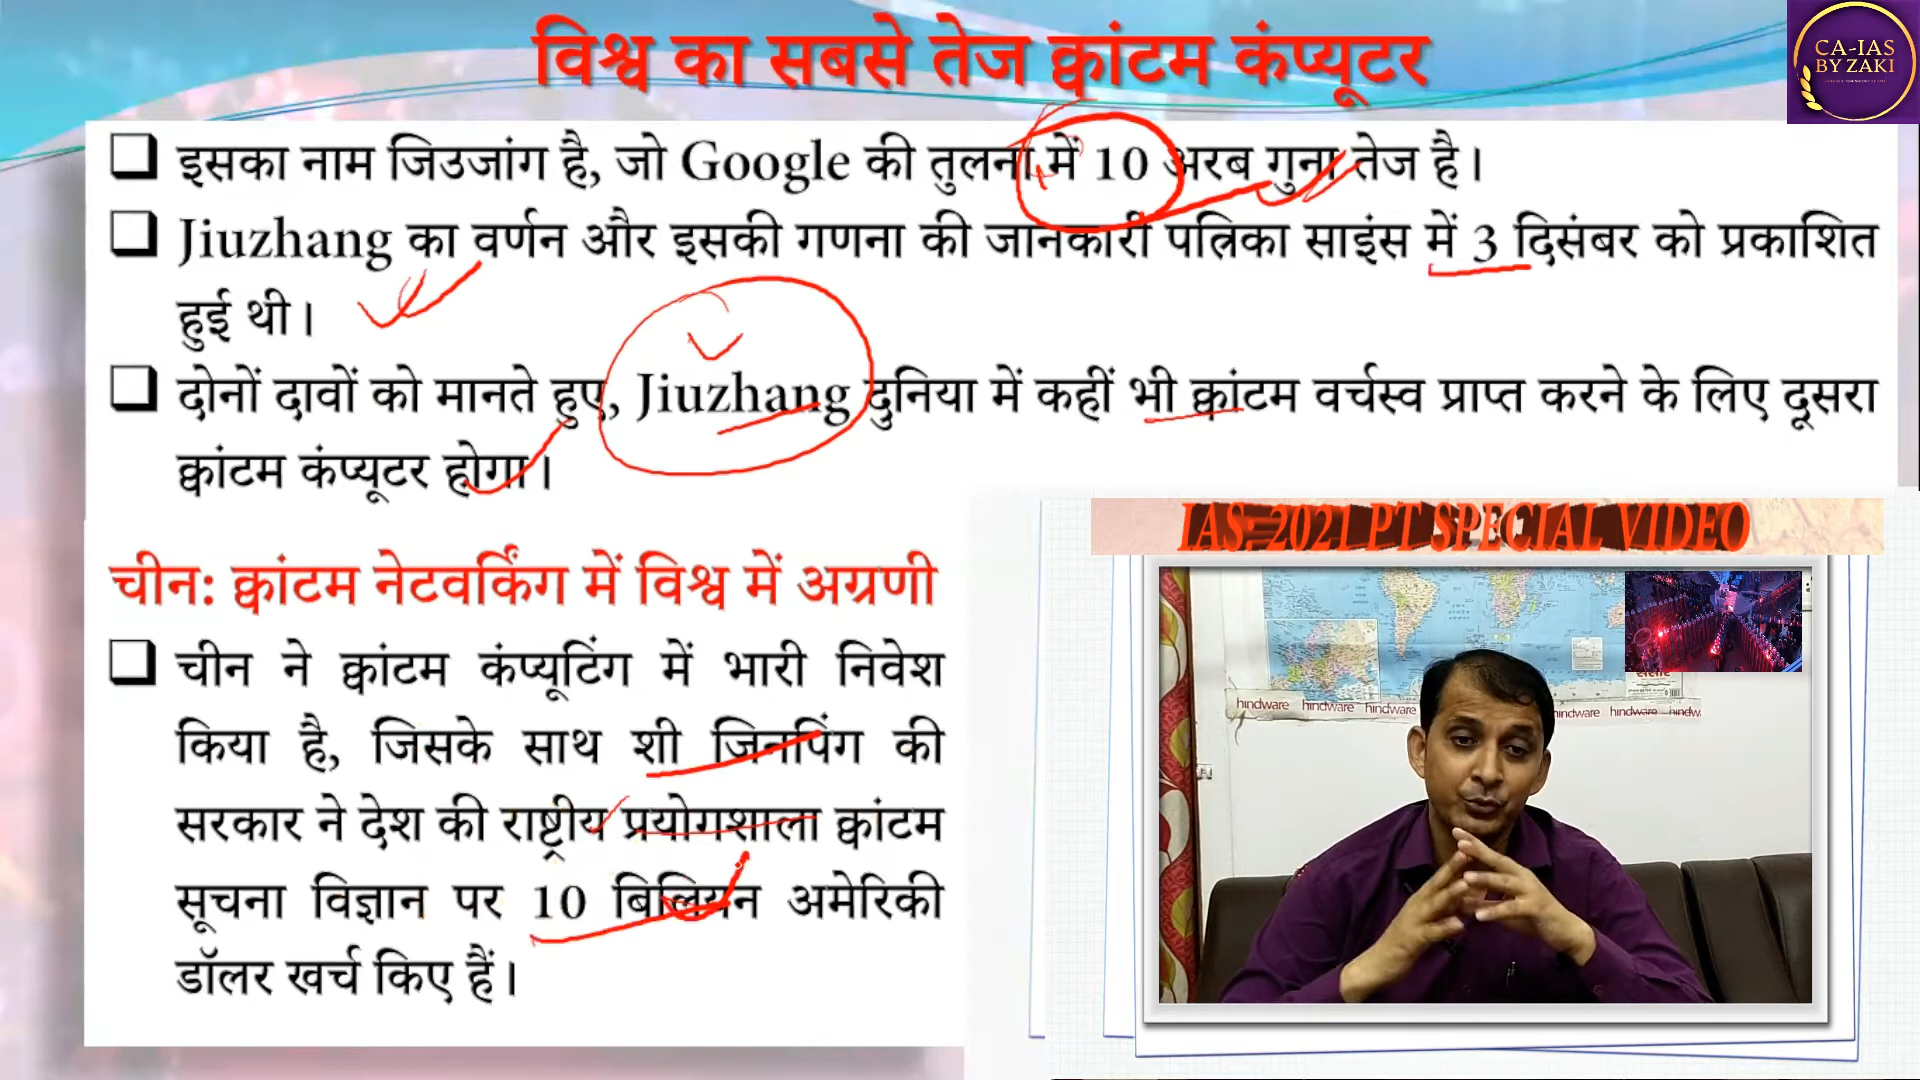 विश्व का सबसे तेज क्वांटम कंप्यूटर
CA-IAS
BY ZAKI
इसका नाम जिउजांग है, जो Google की तुलना में 10 अरब गुना तेज है।
Jiuzhang का वर्णन और इसकी गणना की जानकारी पत्रिका साइंस में 3 दिसंबर को प्रकाशित
हुई थी।
दोनों दावों को मानते हुए, Jiuzhang दुनिया में कहीं भी क्वांटम वर्चस्व प्राप्त करने के लिए दूसरा
क्वांटम कंप्यूटर होगा।
IAS: 2021 PT SPECIAL VIDEO
चीन: क्वांटम नेटवर्किंग में विश्व में अग्रणी
चीन ने क्वांटम कंप्यूटिंग में भारी निवेश
किया है, जिसके साथ शी जिनपिंग की
सरकार ने देश की राष्ट्रीय प्रयोगशाला क्वांटम
सूचना विज्ञान पर 10 बिलियन अमेरिकी
डॉलर खर्च किए हैं।
hindware hindware hindware indware hindware hindw